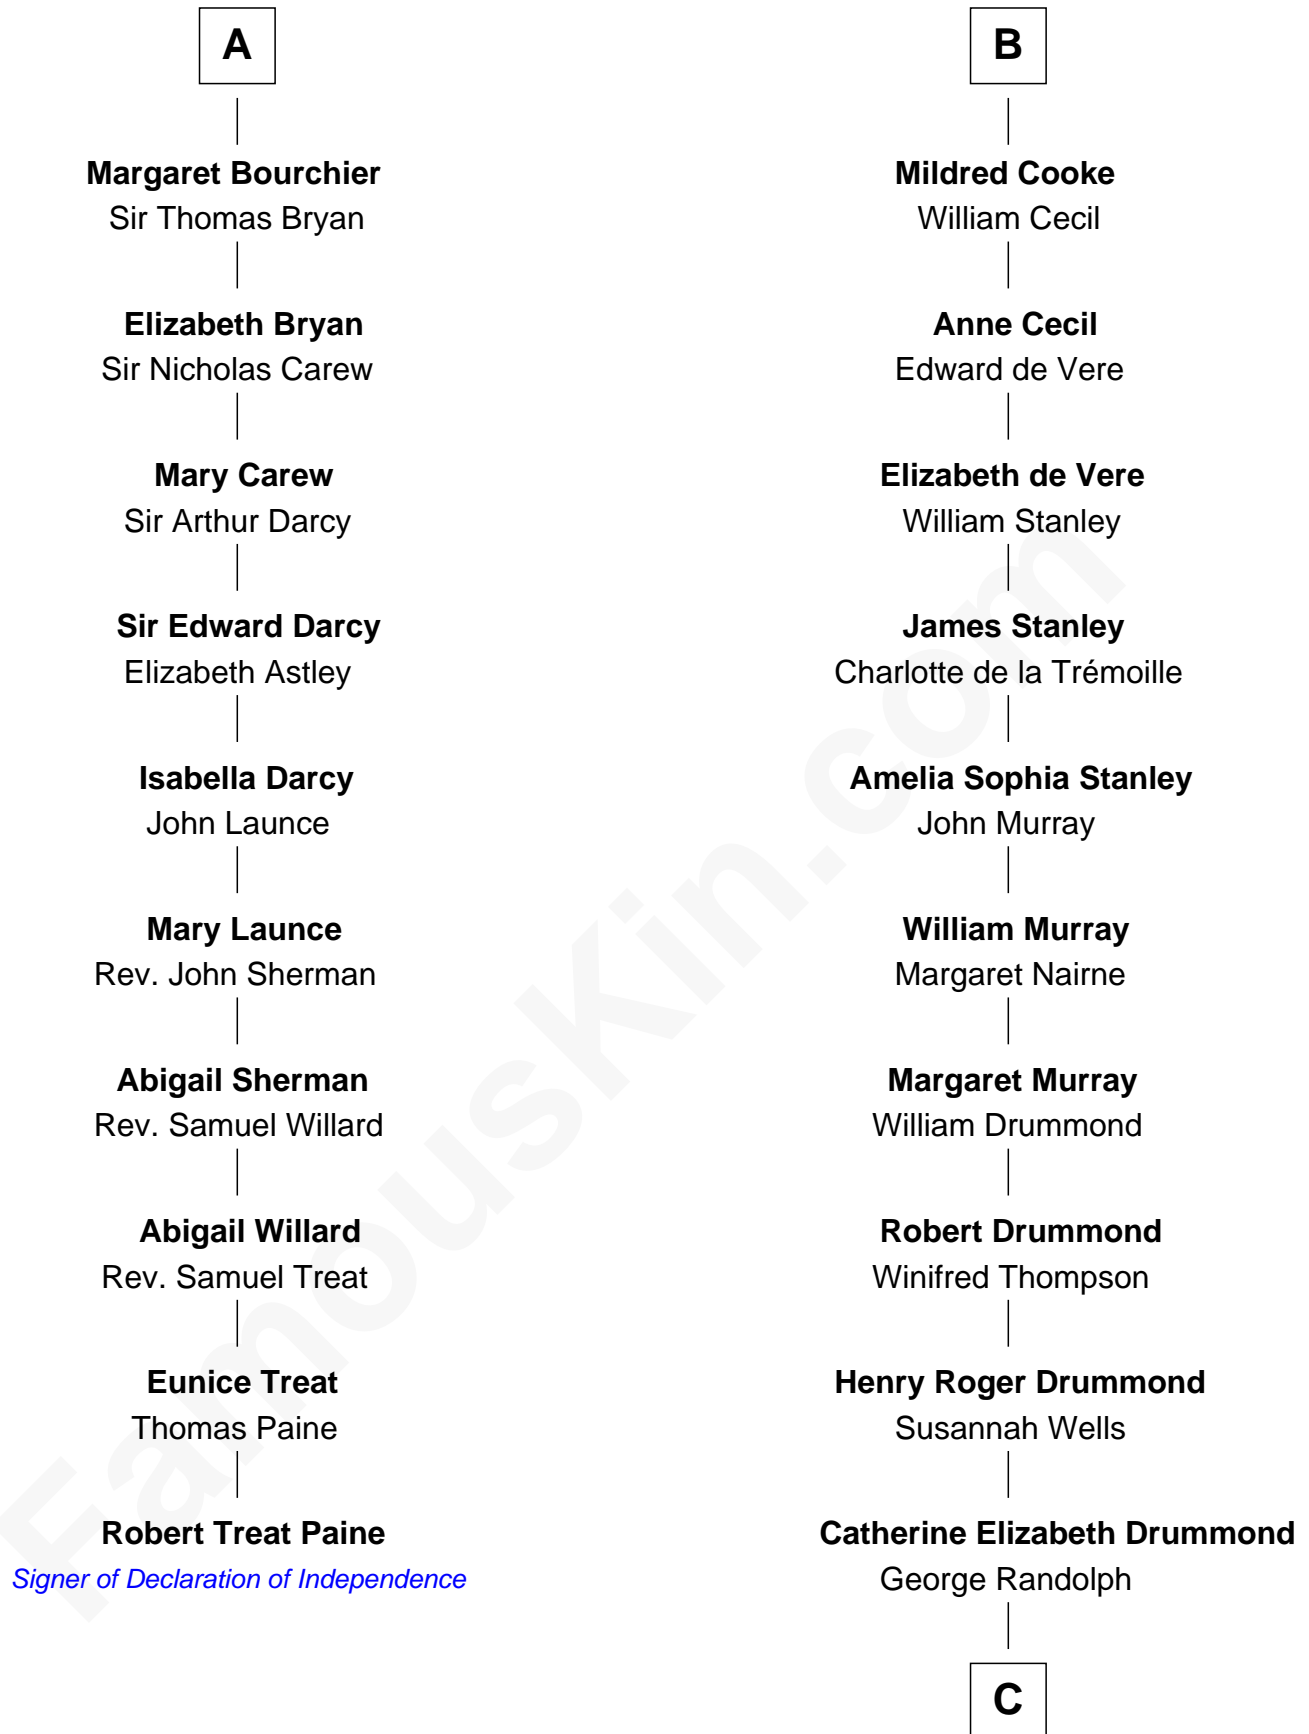 A
Margaret Bourchier
Sir Thomas Bryan
Elizabeth Bryan
Sir Nicholas Carew
Mary Carew
Sir Arthur Darcy
Sir Edward Darcy
Elizabeth Astley
Isabella Darcy
John Launce
Mary Launce
Rev. John Sherman
Abigail Sherman
Rev. Samuel Willard
Abigail Willard
Rev. Samuel Treat
Eunice Treat
Thomas Paine
Robert Treat Paine
Signer of Declaration of Independence
B
Mildred Cooke
William Cecil
Anne Cecil
Edward de Vere
Elizabeth de Vere
William Stanley
James Stanley
Charlotte de la Trémoille
Amelia Sophia Stanley
John Murray
William Murray
Margaret Nairne
Margaret Murray
William Drummond
Robert Drummond
Winifred Thompson
Henry Roger Drummond
Susannah Wells
Catherine Elizabeth Drummond
George Randolph
C
FamousKin.com